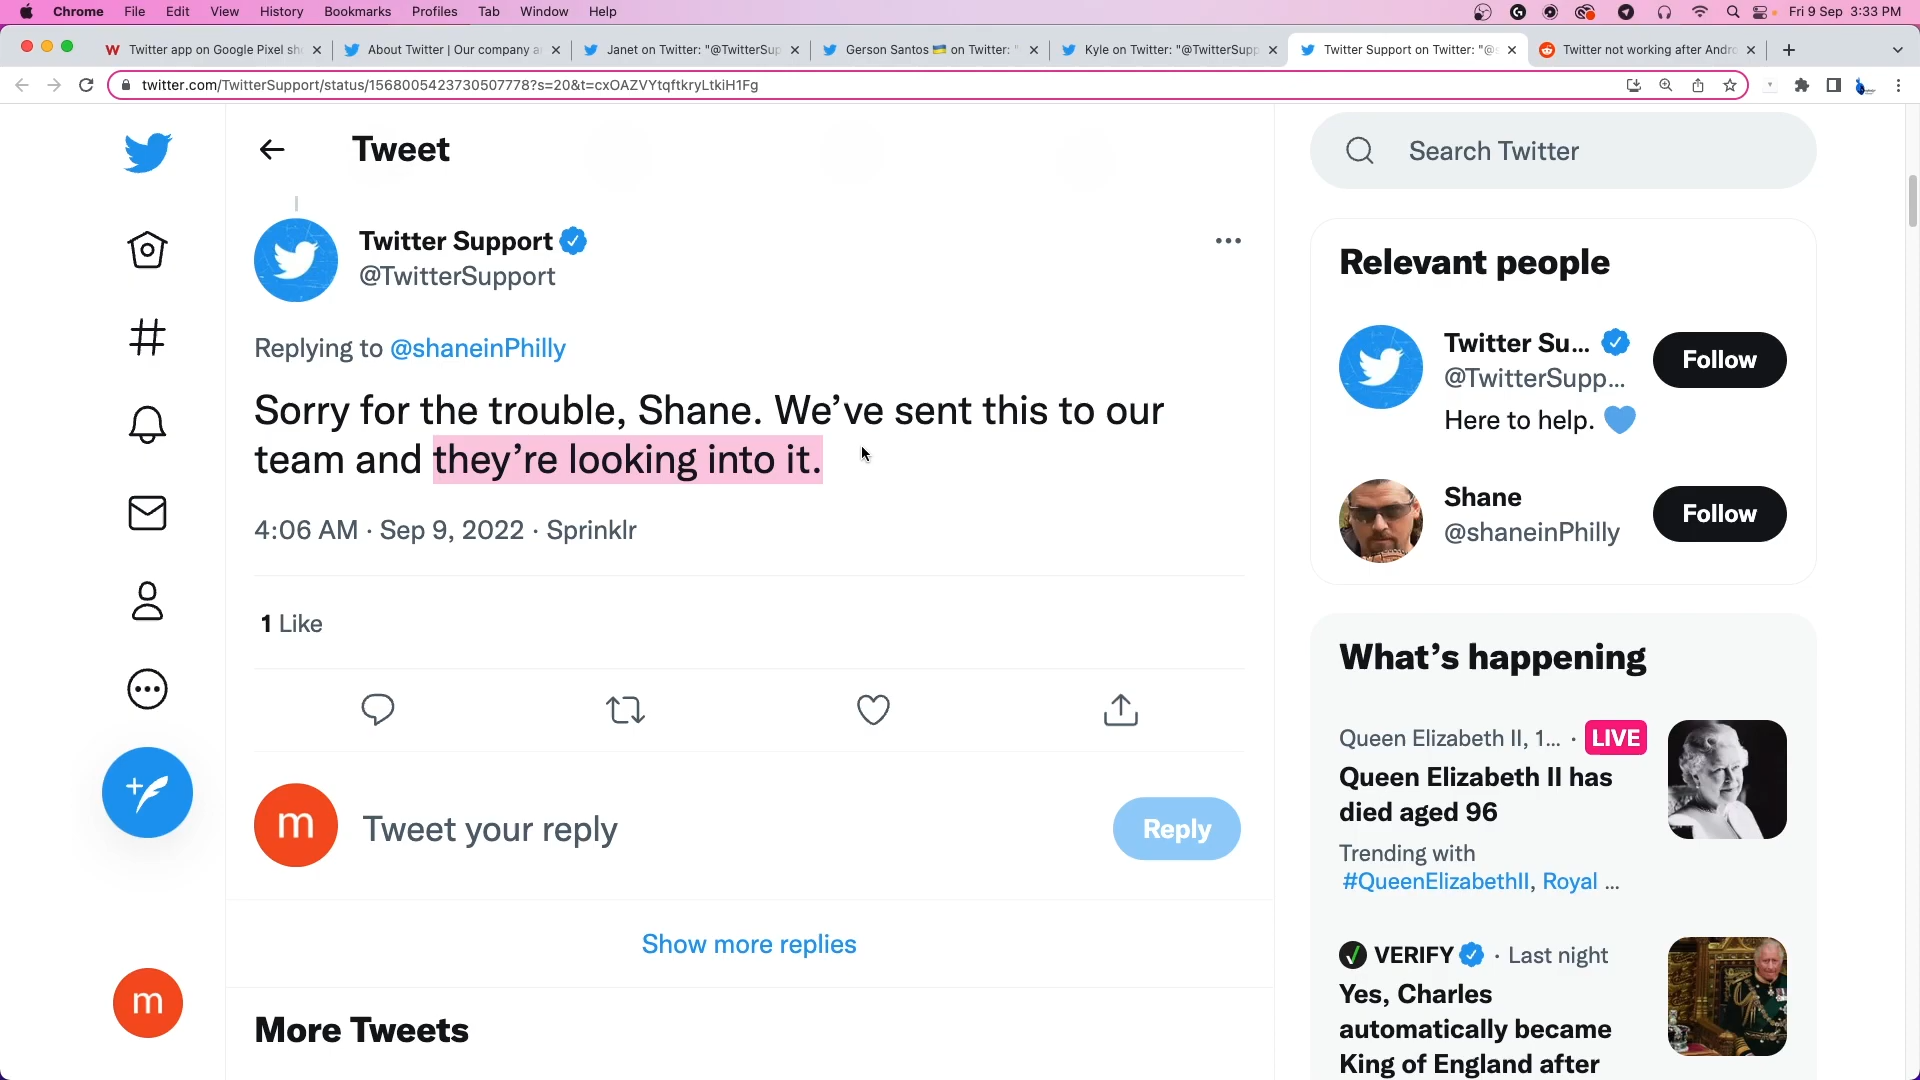 Chrome File Edit View History Bookmarks Profiles Tab Window Help Fri 9 Sep 3:33 PM
W Twitter app on Google Pixel sh
About Twitter | Our company a
Janet on Twitter: "@TwitterSup
Gerson Santos 🇺🇦 on Twitter: "
Kyle on Twitter: "@TwitterSupp
Twitter Support on Twitter: "@
Twitter not working after Andro
twitter.com/TwitterSupport/status/1568005423730507778?s=20&t=cxOAZVYtqftkryLtkiH1Fg
Tweet
Twitter Support
@TwitterSupport
Replying to @shaneinPhilly
Sorry for the trouble, Shane. We’ve sent this to our
team and they’re looking into it.
4:06 AM · Sep 9, 2022 · Sprinklr
1 Like
m
Tweet your reply
Reply
Show more replies
More Tweets
m
Search Twitter
Relevant people
Twitter Su...
@TwitterSupp...
Follow
Here to help. 💙
Shane
@shaneinPhilly
Follow
What’s happening
Queen Elizabeth II, 1... · LIVE
Queen Elizabeth II has
died aged 96
Trending with
#QueenElizabethII, Royal ...
VERIFY · Last night
Yes, Charles
automatically became
King of England after